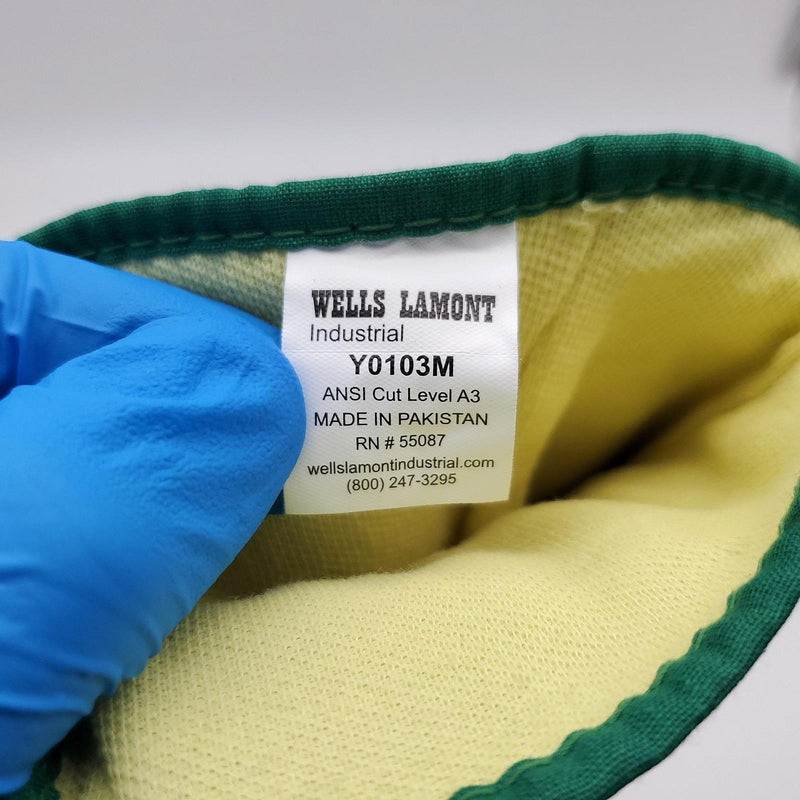 WELLS LAMONT
Industrial
Y0103M
ANSI Cut Level A3
MADE IN PAKISTAN
RN # 55087
wellslamontindustrial.com
(800) 247-3295